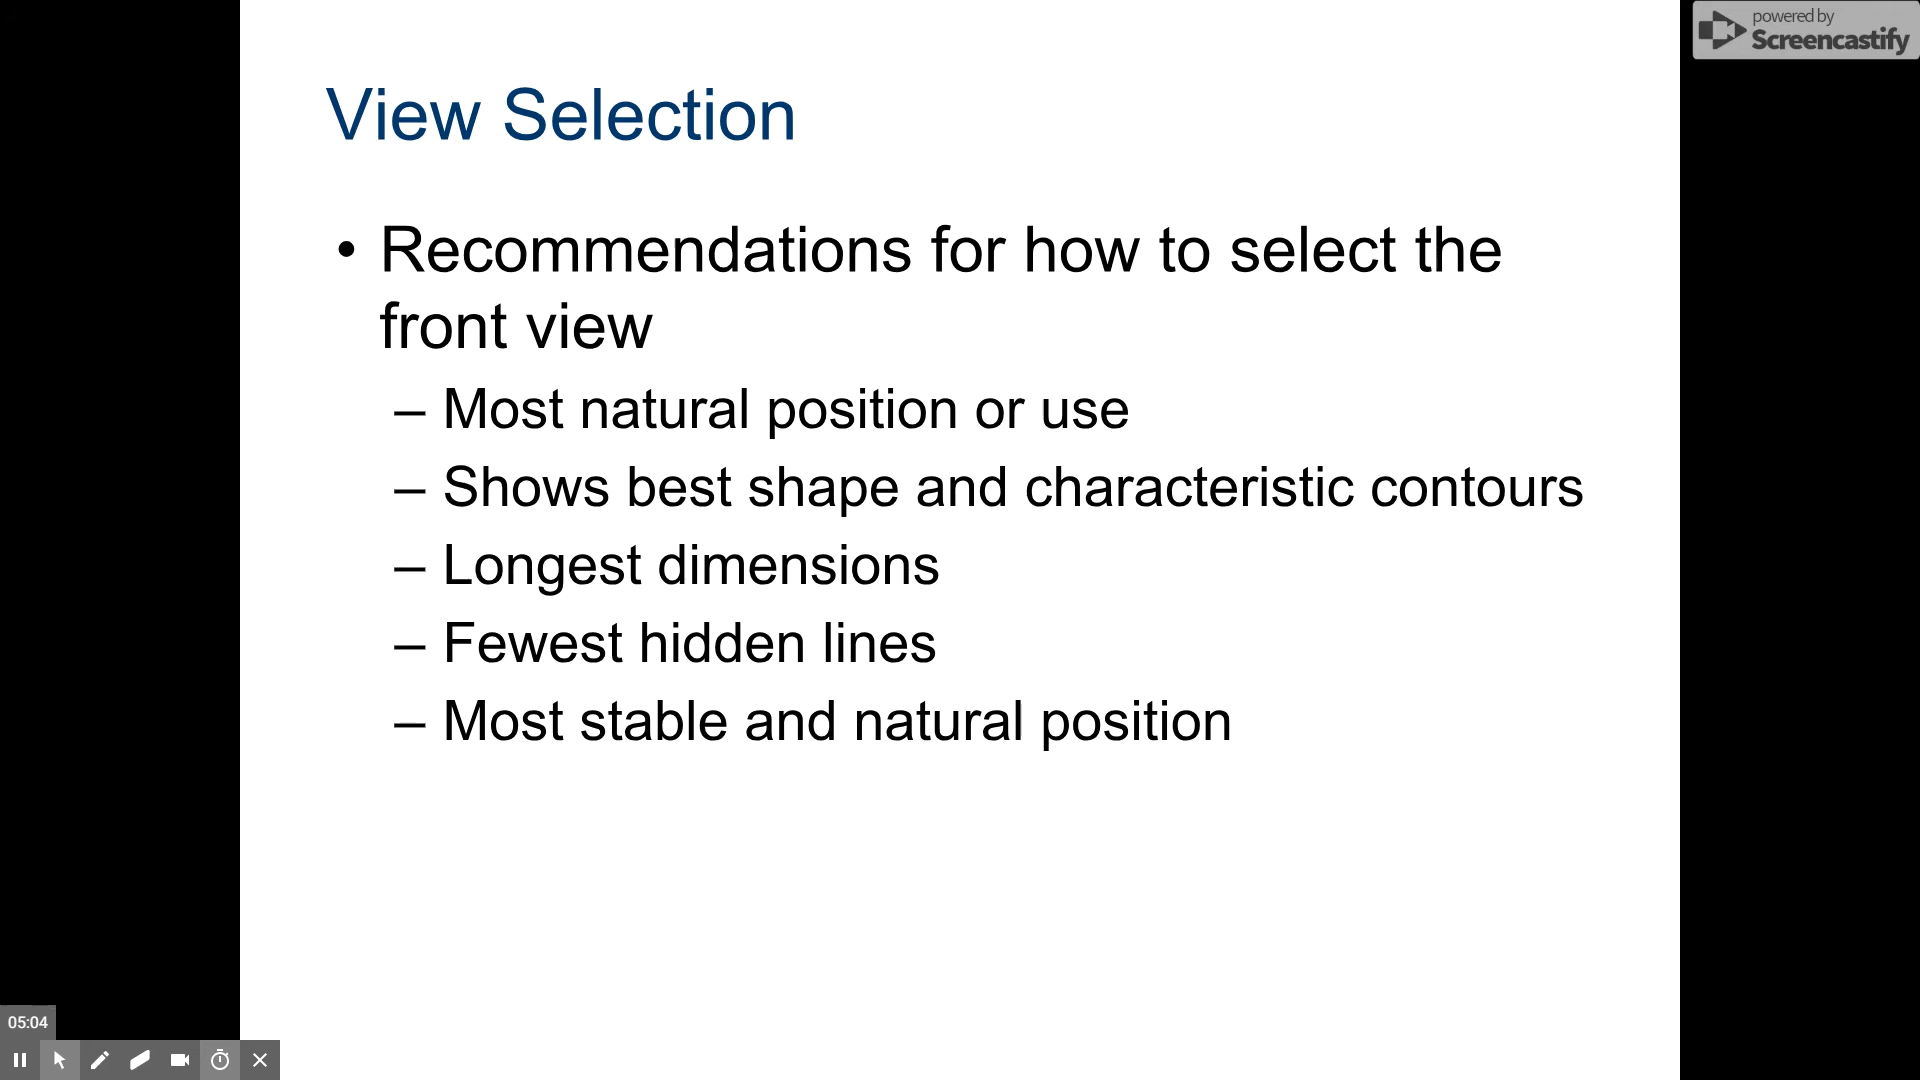 powered by
Screencastify
View Selection
• Recommendations for how to select the
front view
– Most natural position or use
– Shows best shape and characteristic contours
– Longest dimensions
– Fewest hidden lines
– Most stable and natural position
05:04